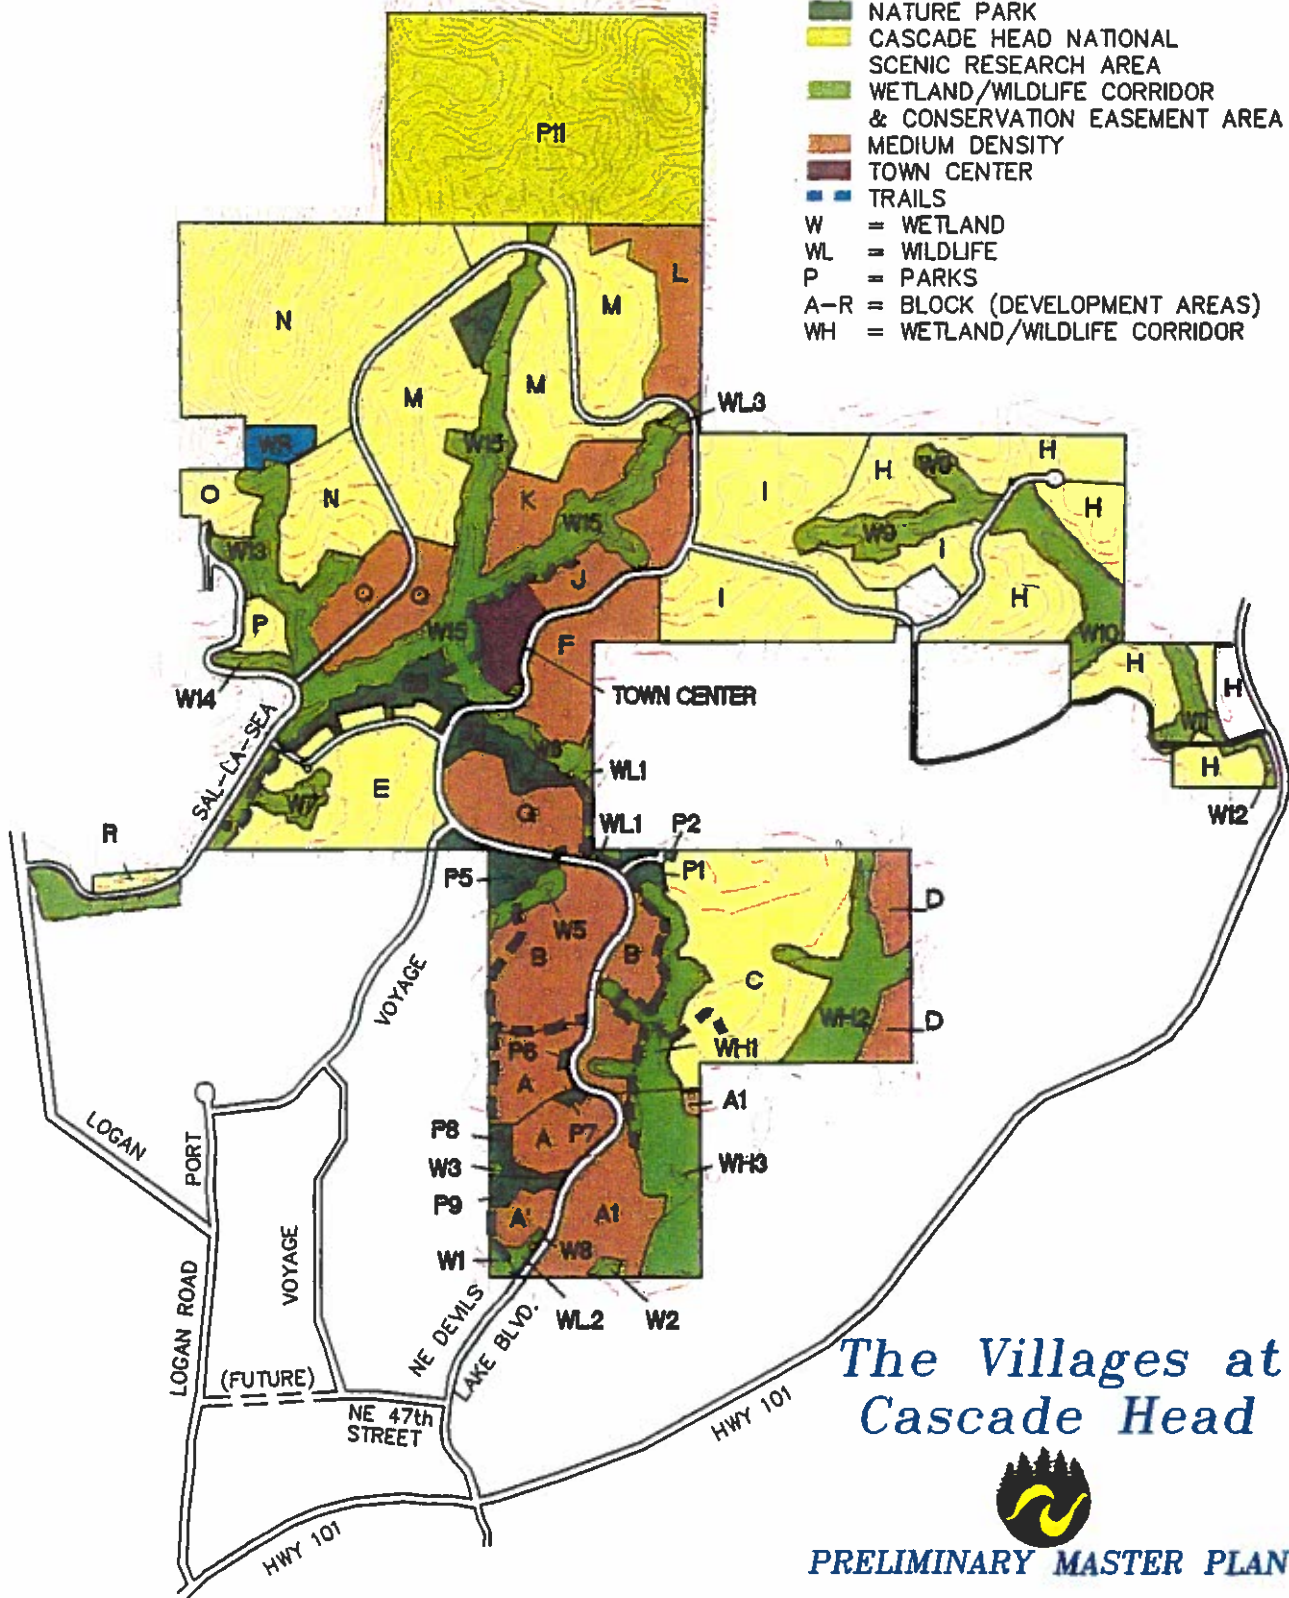 NATURE PARK
CASCADE HEAD NATIONAL
SCENIC RESEARCH AREA
WETLAND/WILDLIFE CORRIDOR
& CONSERVATION EASEMENT AREA
MEDIUM DENSITY
TOWN CENTER
TRAILS
W = WETLAND
WL = WILDLIFE
P = PARKS
A-R = BLOCK (DEVELOPMENT AREAS)
WH = WETLAND/WILDLIFE CORRIDOR
P11
L
N
M
M
M
WL3
W15
O
N
K
W15
I
H
H
H
W9
I
W13
J
Q
Q
P
W15
F
I
H
W10
H
H
W14
TOWN CENTER
SAL-CA-SEA
H
W12
WL1
E
W7
R
WL1
P2
P1
P5
D
W5
B
B
C
VOYAGE
WH2
D
WH1
P6
A
A1
LOGAN
PORT
P8
A
P7
W3
WH3
P9
A
A1
W1
W8
VOYAGE
WL2
W2
LOGAN ROAD
NE DEVILS
LAKE BLVD.
(FUTURE)
NE 47th
STREET
HWY 101
HWY 101
The Villages at
Cascade Head
PRELIMINARY MASTER PLAN